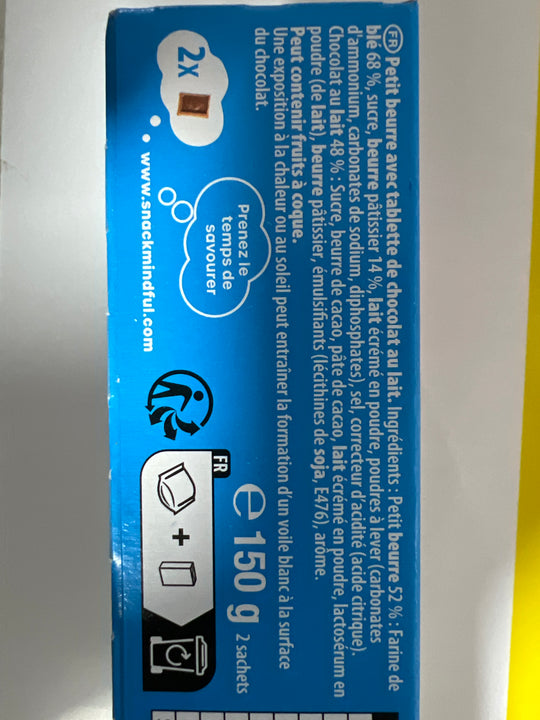 FR Petit beurre avec tablette de chocolat au lait. Ingrédients : Petit beurre 52 % : Farine de
blé 68 %, sucre, beurre pâtissier 14 %, lait écrémé en poudre, poudres à lever (carbonates
d'ammonium, carbonates de sodium, diphosphates), sel, correcteur d'acidité (acide citrique).
Chocolat au lait 48 % : Sucre, beurre de cacao, pâte de cacao, lait écrémé en poudre, lactosérum en
poudre (de lait), beurre pâtissier, émulsifiants (lécithines de soja, E476), arôme.
Peut contenir fruits à coque.
Une exposition à la chaleur ou au soleil peut entraîner la formation d'un voile blanc à la surface
du chocolat.
2x
Prenez le
temps de
savourer
www.snackmindful.com
e 150 g 2 sachets
FR
+